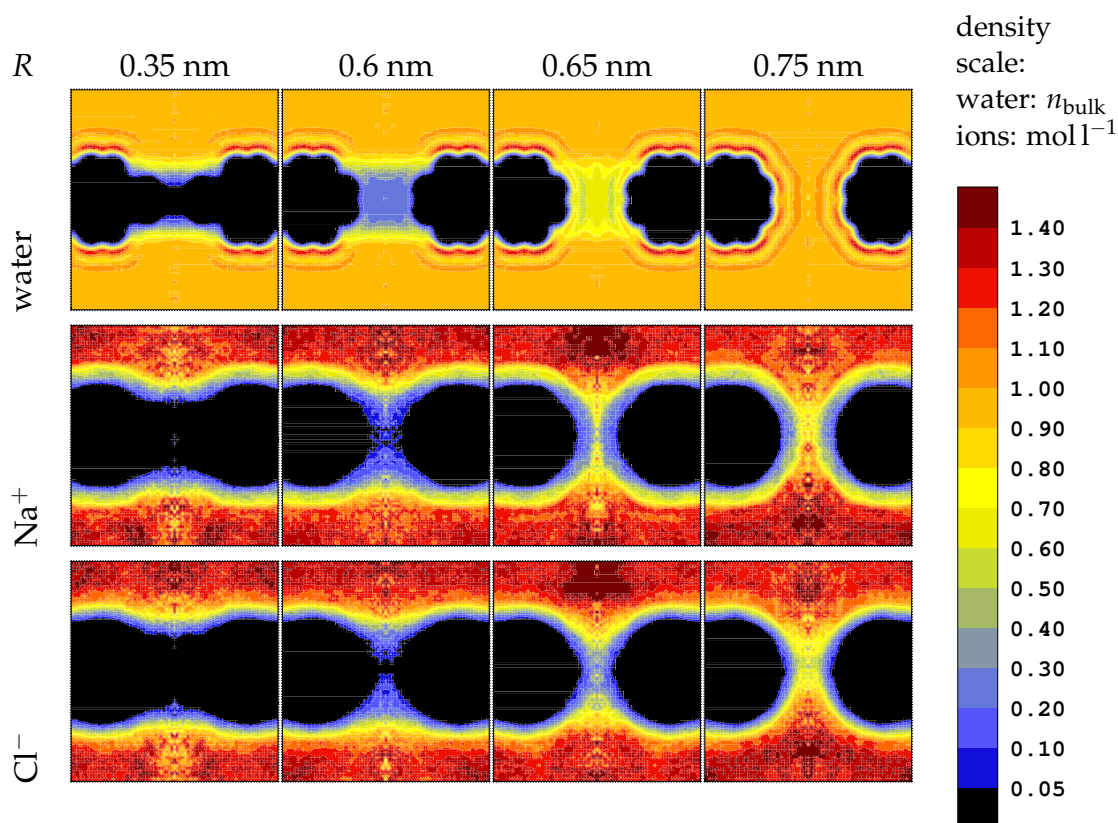 R 0.35 nm 0.6 nm 0.65 nm 0.75 nm
water
Na⁺
Cl⁻
density
scale:
water: n_bulk
ions: mol l⁻¹
1.40
1.30
1.20
1.10
1.00
0.90
0.80
0.70
0.60
0.50
0.40
0.30
0.20
0.10
0.05